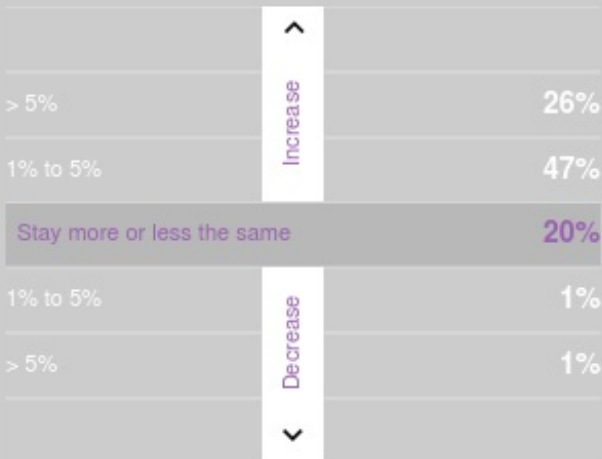 > 5% 26%
Increase
1% to 5% 47%
Stay more or less the same 20%
1% to 5% 1%
Decrease
> 5% 1%